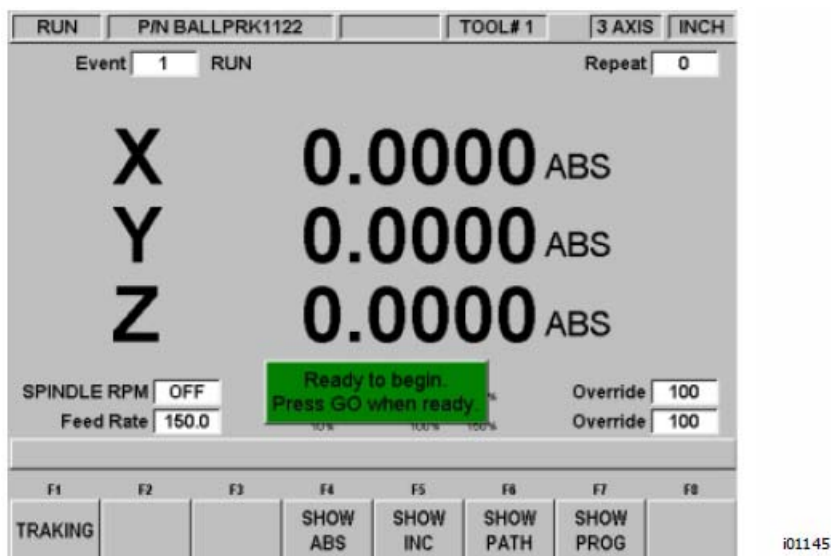 RUN P/N BALLPRK1122 TOOL# 1 3 AXIS INCH
Event 1 RUN Repeat 0
X 0.0000 ABS
Y 0.0000 ABS
Z 0.0000 ABS
Ready to begin.
Press GO when ready.
SPINDLE RPM OFF % Override 100
Feed Rate 150.0 10% 100% 150% Override 100
F1 F2 F3 F4 F5 F6 F7 F8
TRAKING SHOW ABS SHOW INC SHOW PATH SHOW PROG
i01145